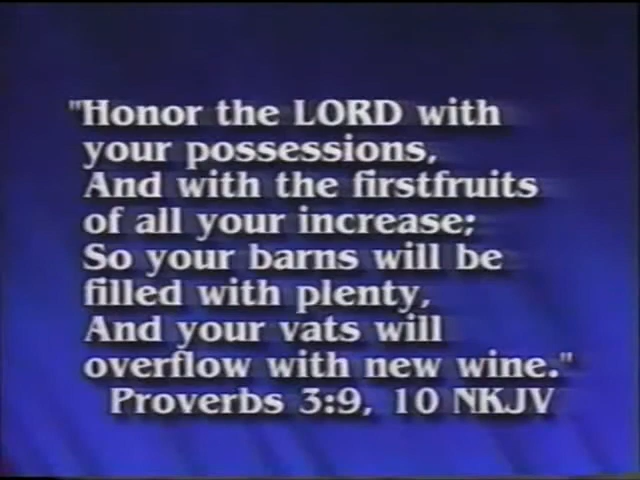 "Honor the LORD with
your possessions,
And with the firstfruits
of all your increase;
So your barns will be
filled with plenty,
And your vats will
overflow with new wine."
Proverbs 3:9, 10 NKJV